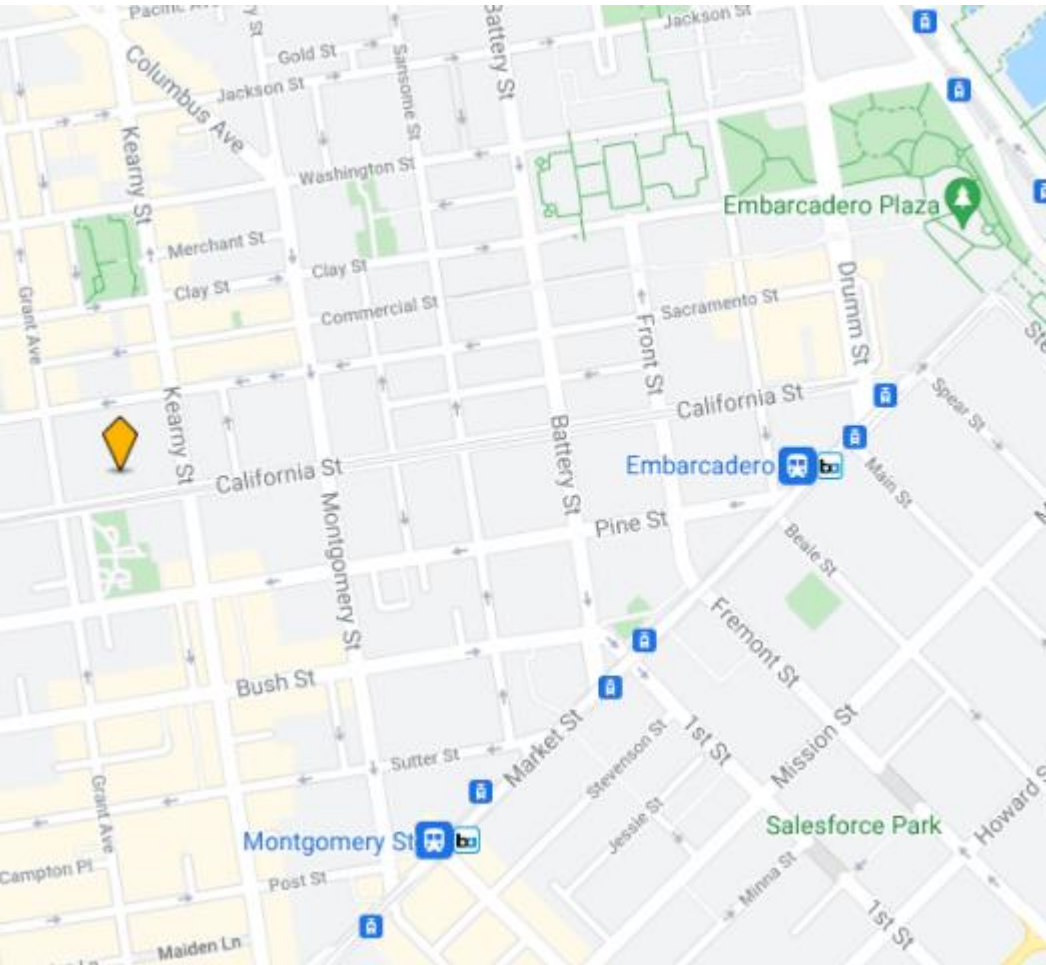 Pacific
Jackson St
Gold St
Columbus Ave
Sansome St
Battery St
Jackson St
Kearny St
Washington St
Embarcadero Plaza
Merchant St
Clay St
Clay St
Grant Ave
Commercial St
Sacramento St
Drumm St
Front St
Kearny St
California St
Spear St
Battery St
California St
Embarcadero
Main St
Montgomery St
Pine St
Beale St
Fremont St
Bush St
Market St
1st St
Stevenson St
Mission St
Sutter St
Grant Ave
Jessie St
Montgomery St
Salesforce Park
Howard S
Campton Pl
Post St
Minna St
1st St
Maiden Ln